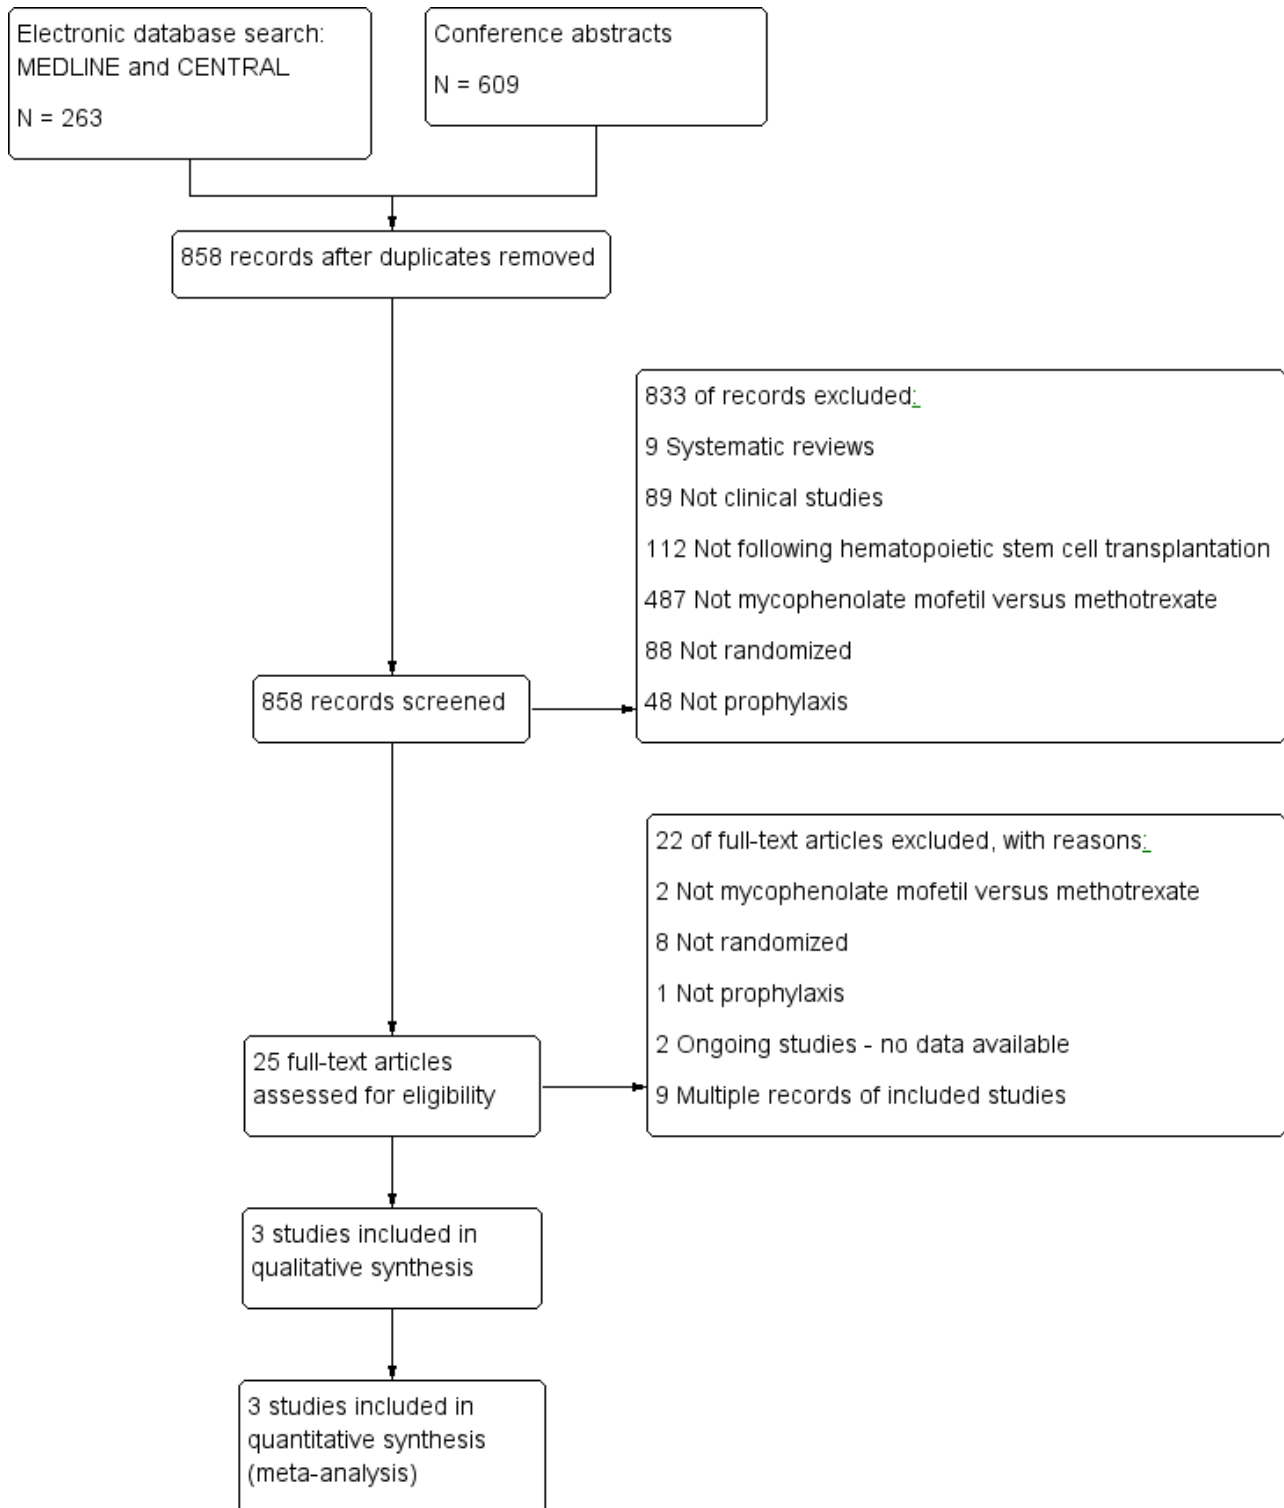 Electronic database search:
MEDLINE and CENTRAL
N = 263
Conference abstracts
N = 609
858 records after duplicates removed
833 of records excluded:
9 Systematic reviews
89 Not clinical studies
112 Not following hematopoietic stem cell transplantation
487 Not mycophenolate mofetil versus methotrexate
88 Not randomized
48 Not prophylaxis
858 records screened
22 of full-text articles excluded, with reasons:
2 Not mycophenolate mofetil versus methotrexate
8 Not randomized
1 Not prophylaxis
2 Ongoing studies - no data available
9 Multiple records of included studies
25 full-text articles
assessed for eligibility
3 studies included in
qualitative synthesis
3 studies included in
quantitative synthesis
(meta-analysis)